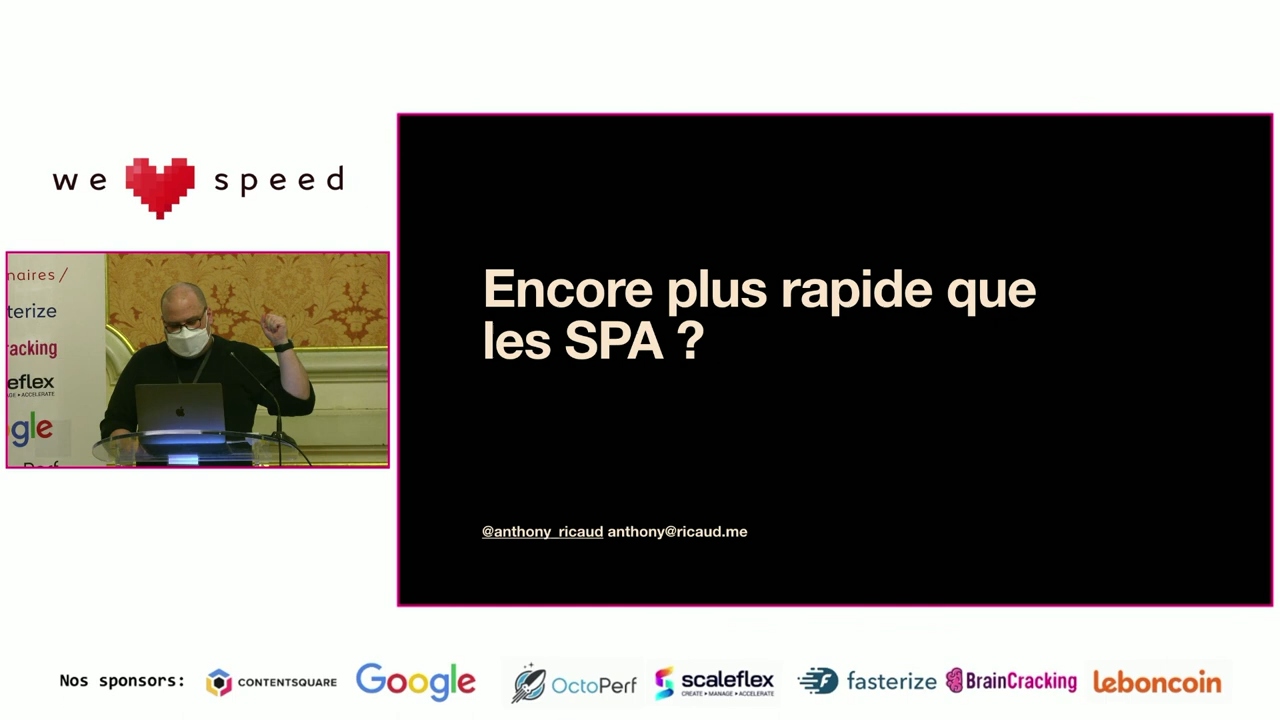 we speed
naires /
terize
racking
eflex
gle
Encore plus rapide que
les SPA ?
@anthony_ricaud anthony@ricaud.me
Nos sponsors:
CONTENTSQUARE
Google
OctoPerf
scaleflex
CREATE • MANAGE • ACCELERATE
fasterize
BrainCracking
leboncoin